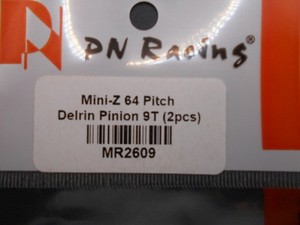 PN Racing®
Mini-Z 64 Pitch
Delrin Pinion 9T (2pcs)
MR2609